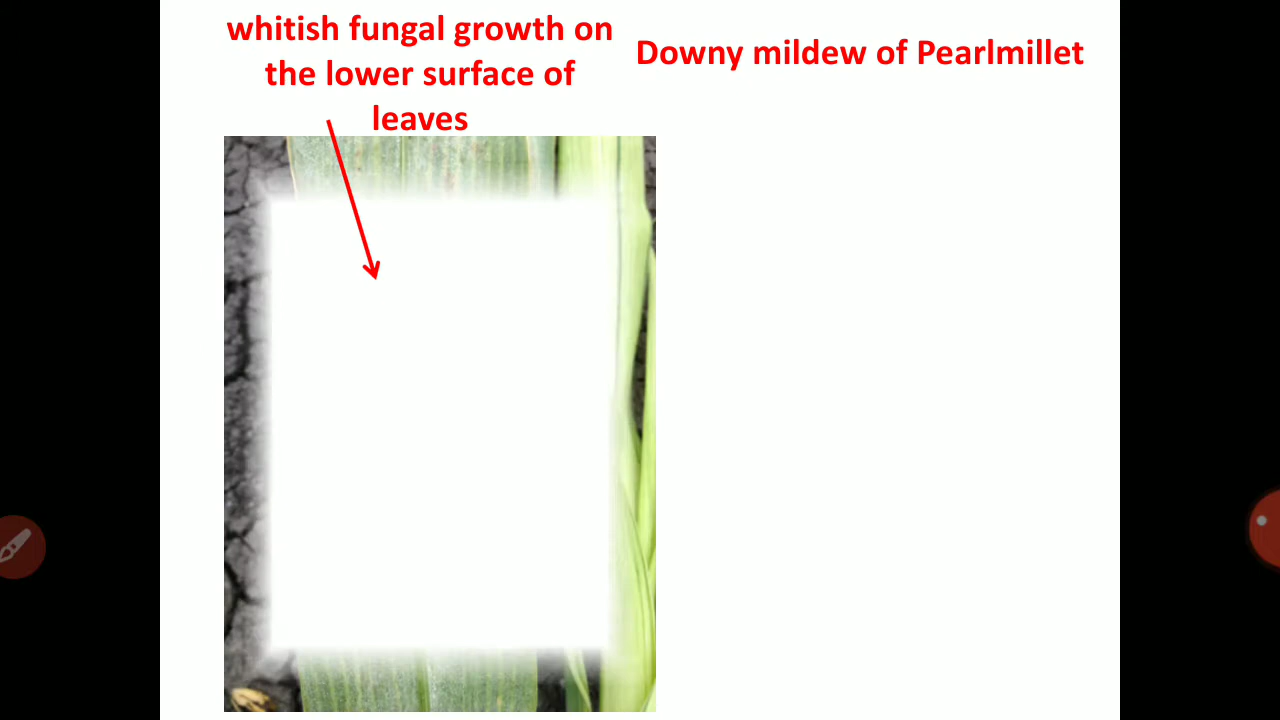 whitish fungal growth on
the lower surface of
leaves
Downy mildew of Pearlmillet